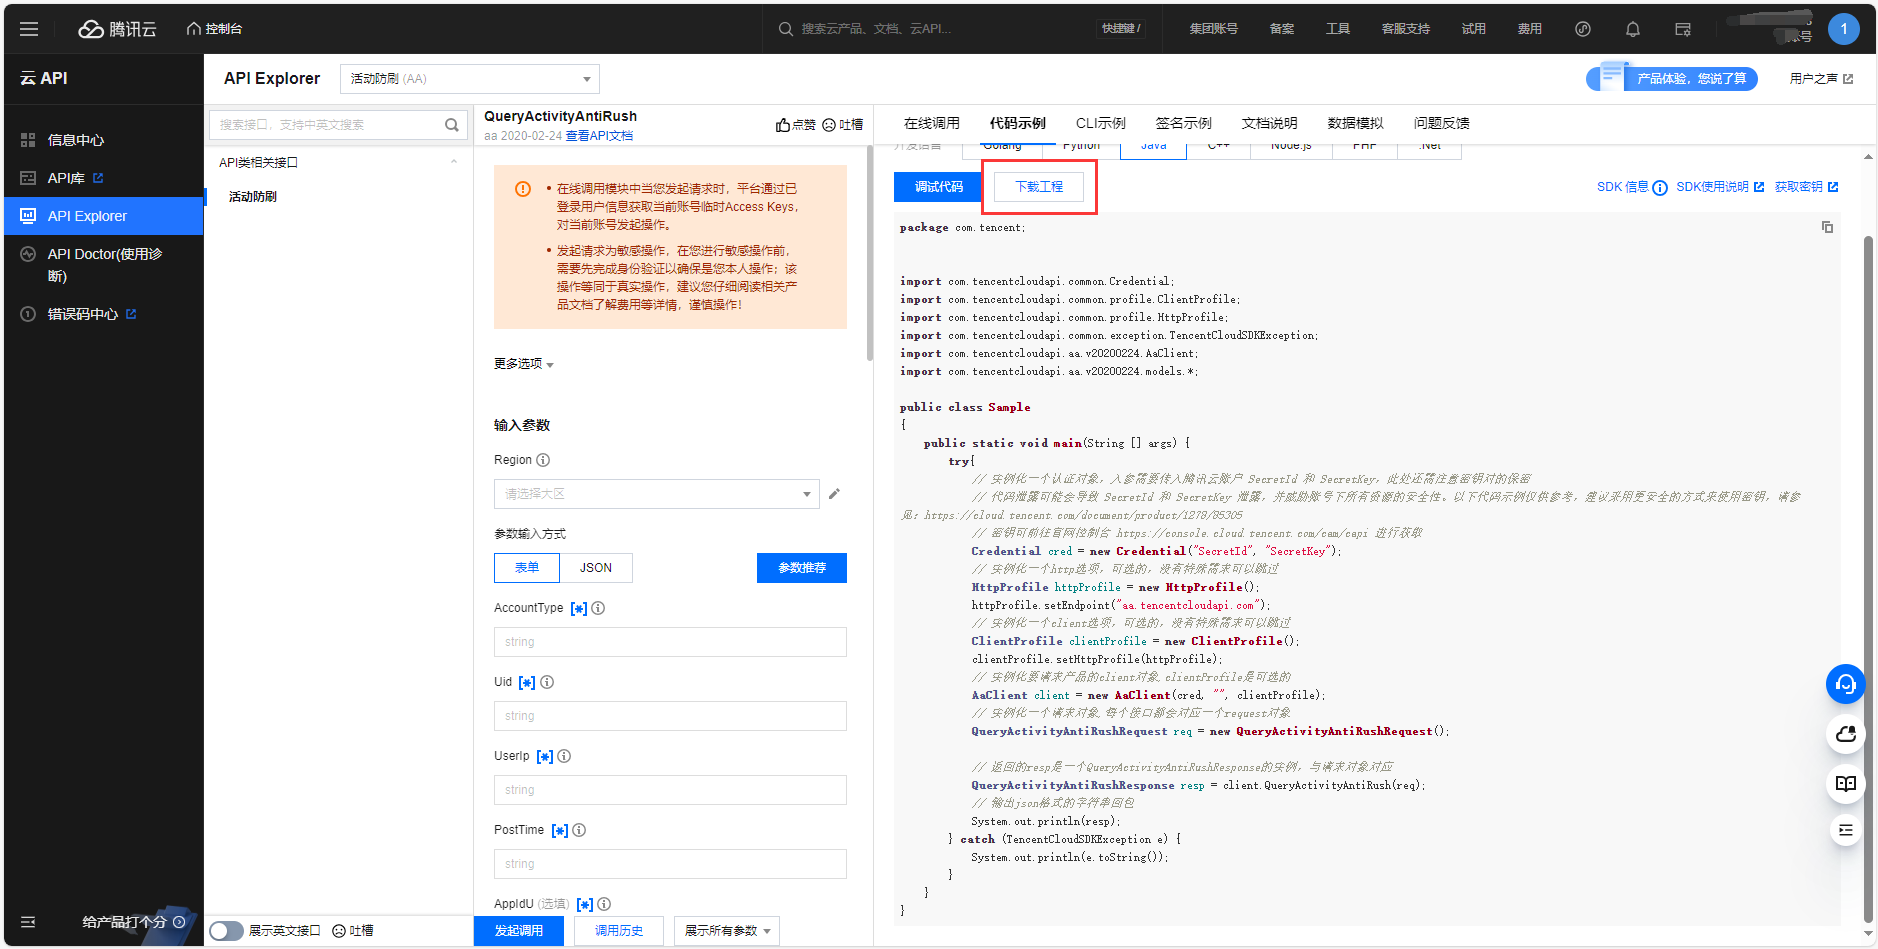 腾讯云
控制台
搜索云产品、文档、云API...
快捷键 /
集团账号
备案
工具
客服支持
试用
费用
账号
1
云 API
信息中心
API库
API Explorer
API Doctor(使用诊
断)
错误码中心
给产品打个分
API Explorer
活动防刷 (AA)
产品体验，您说了算
用户之声
搜索接口，支持中英文搜索
API类相关接口
活动防刷
展示英文接口
吐槽
QueryActivityAntiRush
aa 2020-02-24 查看API文档
点赞
吐槽
• 在线调用模块中当您发起请求时，平台通过已
登录用户信息获取当前账号临时Access Keys，
对当前账号发起操作。
• 发起请求为敏感操作，在您进行敏感操作前，
需要先完成身份验证以确保是您本人操作；该
操作等同于真实操作，建议您仔细阅读相关产
品文档了解费用等详情，谨慎操作！
更多选项
输入参数
Region
请选择大区
参数输入方式
表单
JSON
参数推荐
AccountType [*]
string
Uid [*]
string
UserIp [*]
string
PostTime [*]
string
AppIdU (选填) [*]
发起调用
调用历史
展示所有参数
在线调用
代码示例
CLI示例
签名示例
文档说明
数据模拟
问题反馈
开发语言
Golang
Python
Java
C++
Node.js
PHP
.Net
调试代码
下载工程
SDK 信息
SDK使用说明
获取密钥
package com.tencent;
import com.tencentcloudapi.common.Credential;
import com.tencentcloudapi.common.profile.ClientProfile;
import com.tencentcloudapi.common.profile.HttpProfile;
import com.tencentcloudapi.common.exception.TencentCloudSDKException;
import com.tencentcloudapi.aa.v20200224.AaClient;
import com.tencentcloudapi.aa.v20200224.models.*;
public class Sample
{
public static void main(String [] args) {
try{
// 实例化一个认证对象，入参需要传入腾讯云账户 SecretId 和 SecretKey，此处还需注意密钥对的保密
// 代码泄露可能会导致 SecretId 和 SecretKey 泄露，并威胁账号下所有资源的安全性。以下代码示例仅供参考，建议采用更安全的方式来使用密钥，请参
见：https://cloud.tencent.com/document/product/1278/85305
// 密钥可前往官网控制台 https://console.cloud.tencent.com/cam/capi 进行获取
Credential cred = new Credential("SecretId", "SecretKey");
// 实例化一个http选项，可选的，没有特殊需求可以跳过
HttpProfile httpProfile = new HttpProfile();
httpProfile.setEndpoint("aa.tencentcloudapi.com");
// 实例化一个client选项，可选的，没有特殊需求可以跳过
ClientProfile clientProfile = new ClientProfile();
clientProfile.setHttpProfile(httpProfile);
// 实例化要请求产品的client对象,clientProfile是可选的
AaClient client = new AaClient(cred, "", clientProfile);
// 实例化一个请求对象,每个接口都会对应一个request对象
QueryActivityAntiRushRequest req = new QueryActivityAntiRushRequest();
// 返回的resp是一个QueryActivityAntiRushResponse的实例，与请求对象对应
QueryActivityAntiRushResponse resp = client.QueryActivityAntiRush(req);
// 输出json格式的字符串回包
System.out.println(resp);
} catch (TencentCloudSDKException e) {
System.out.println(e.toString());
}
}
}